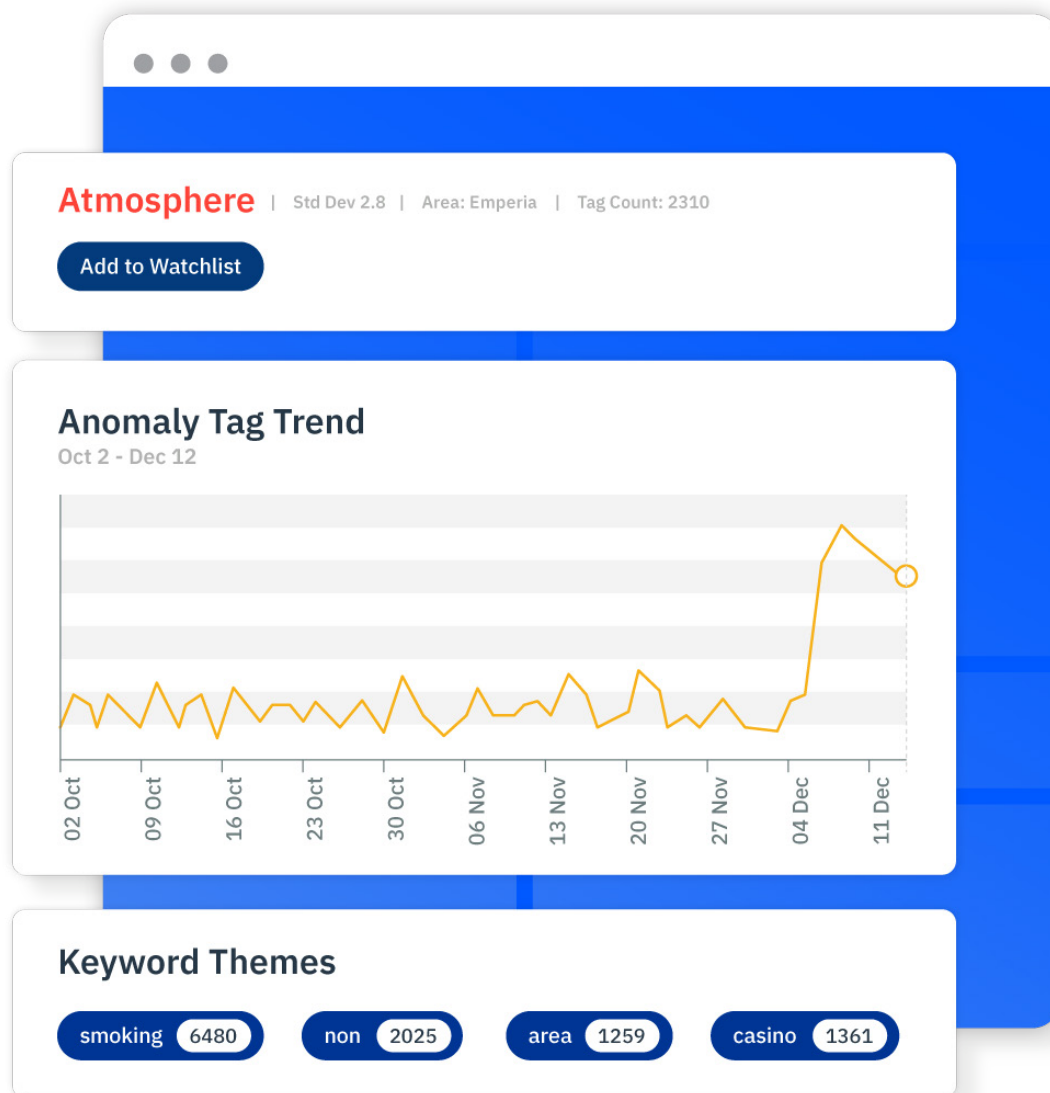 Atmosphere | Std Dev 2.8 | Area: Emperia | Tag Count: 2310
Add to Watchlist
Anomaly Tag Trend
Oct 2 - Dec 12
02 Oct
09 Oct
16 Oct
23 Oct
30 Oct
06 Nov
13 Nov
20 Nov
27 Nov
04 Dec
11 Dec
Keyword Themes
smoking 6480 non 2025 area 1259 casino 1361